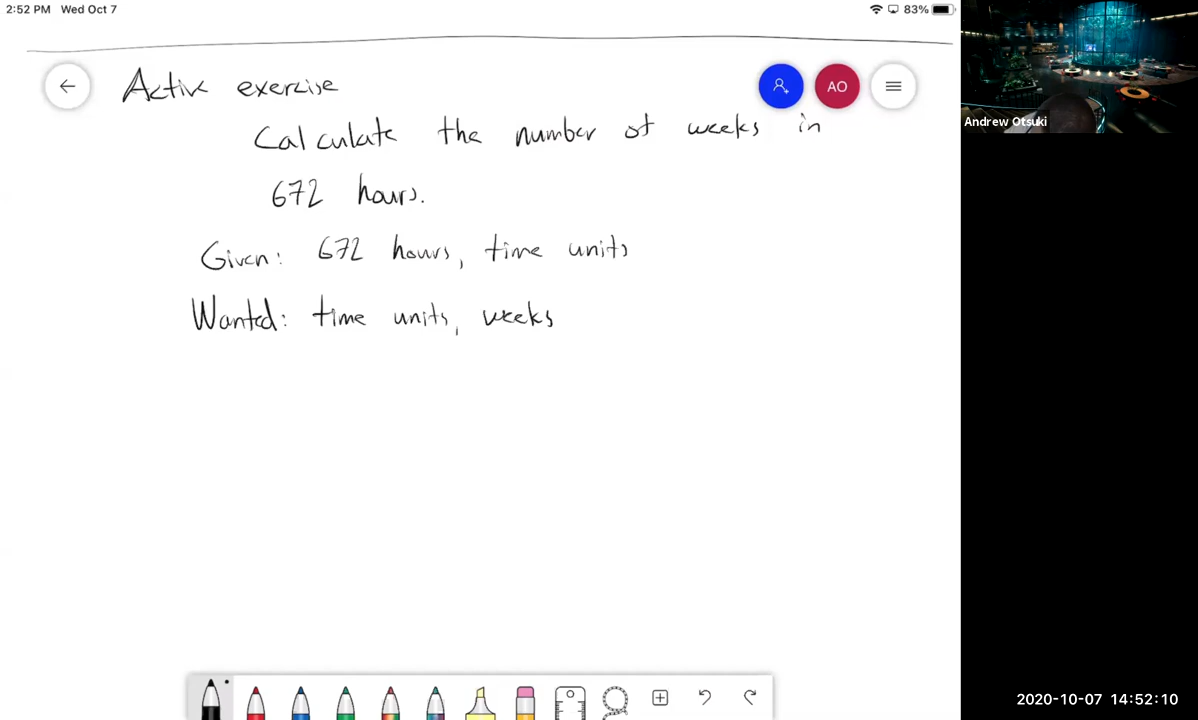 2:52 PM Wed Oct 7
83%
Active exercise
AO
Calculate the number of weeks in
672 hours.
Given: 672 hours, time units
Wanted: time units, weeks
Andrew Otsuki
2020-10-07 14:52:10